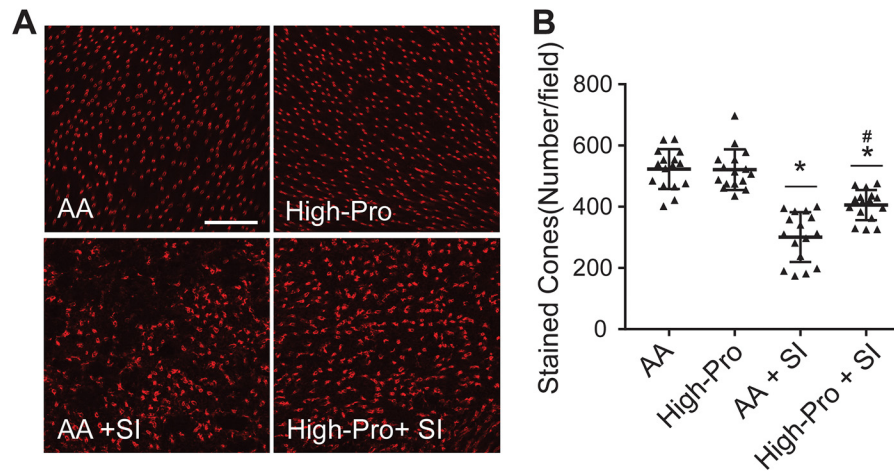 A
AA
High-Pro
AA +SI
High-Pro+ SI
B
Stained Cones(Number/field)
800
600
400
200
0
*
#
*
AA
High-Pro
AA + SI
High-Pro + SI